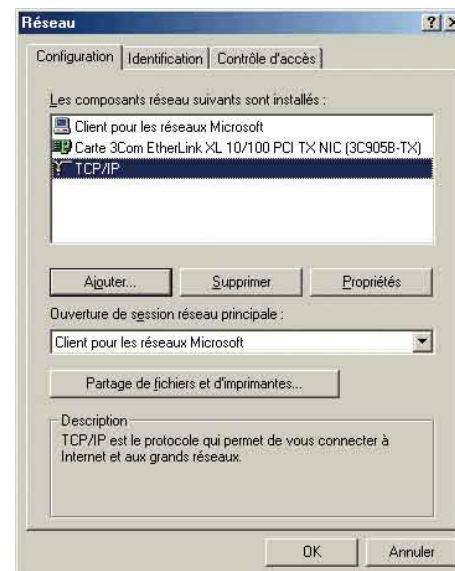 Réseau
Configuration Identification Contrôle d'accès
Les composants réseau suivants sont installés :
Client pour les réseaux Microsoft
Carte 3Com EtherLink XL 10/100 PCI TX NIC (3C905B-TX)
TCP/IP
Ajouter... Supprimer Propriétés
Ouverture de session réseau principale :
Client pour les réseaux Microsoft
Partage de fichiers et d'imprimantes...
Description
TCP/IP est le protocole qui permet de vous connecter à
Internet et aux grands réseaux.
OK Annuler